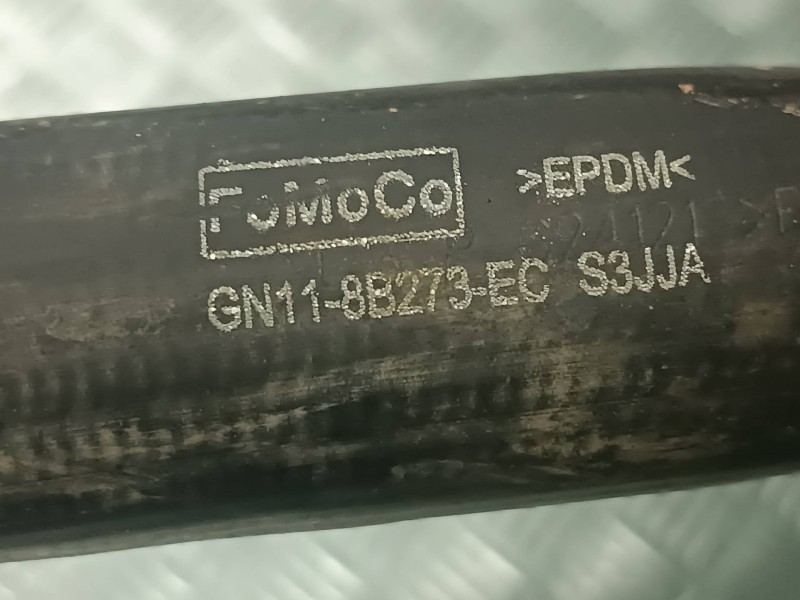 FoMoCo >EPDM<
GN11-8B273-EC S3JJA